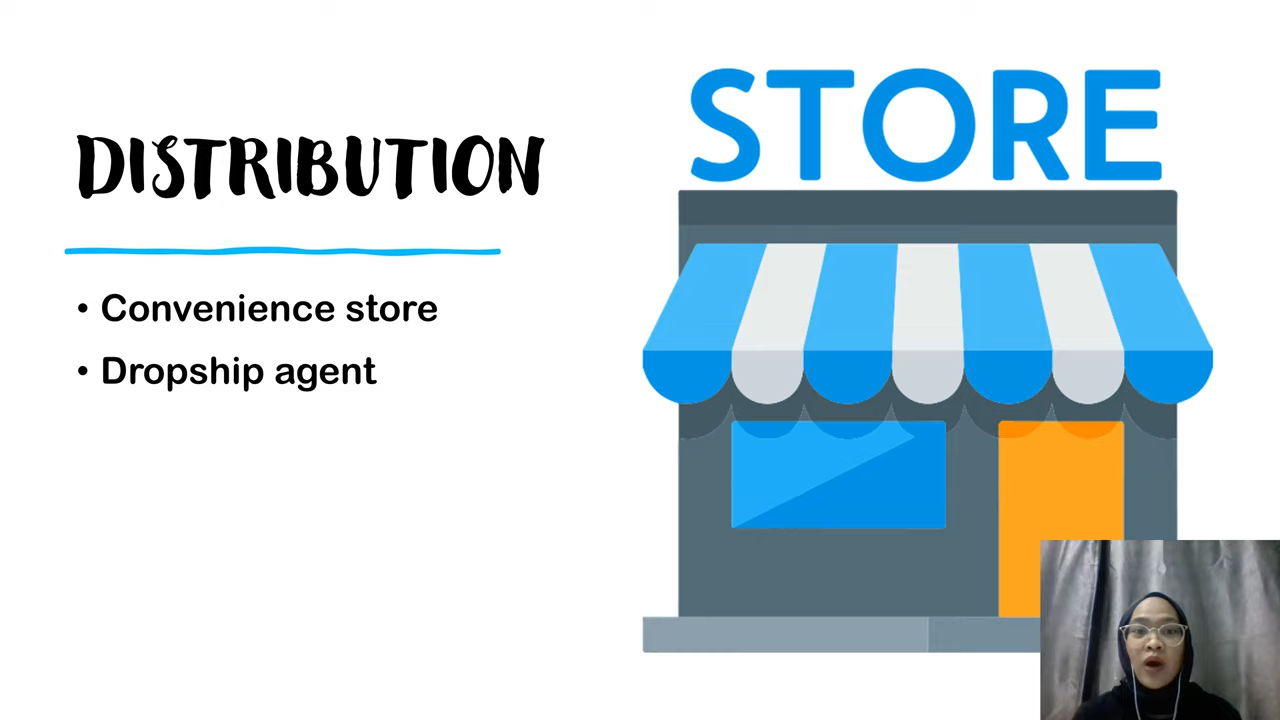 STORE
DISTRIBUTION
• Convenience store
• Dropship agent